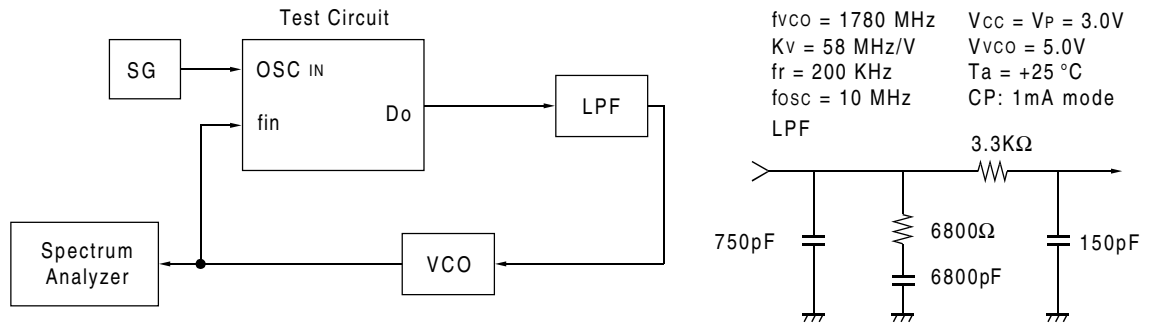 Test Circuit
SG
OSC IN
fin
Do
LPF
VCO
Spectrum
Analyzer
fVCO = 1780 MHz
KV = 58 MHz/V
fr = 200 KHz
fOSC = 10 MHz
LPF
VCC = VP = 3.0V
VVCO = 5.0V
Ta = +25 °C
CP: 1mA mode
3.3KΩ
750pF
6800Ω
6800pF
150pF